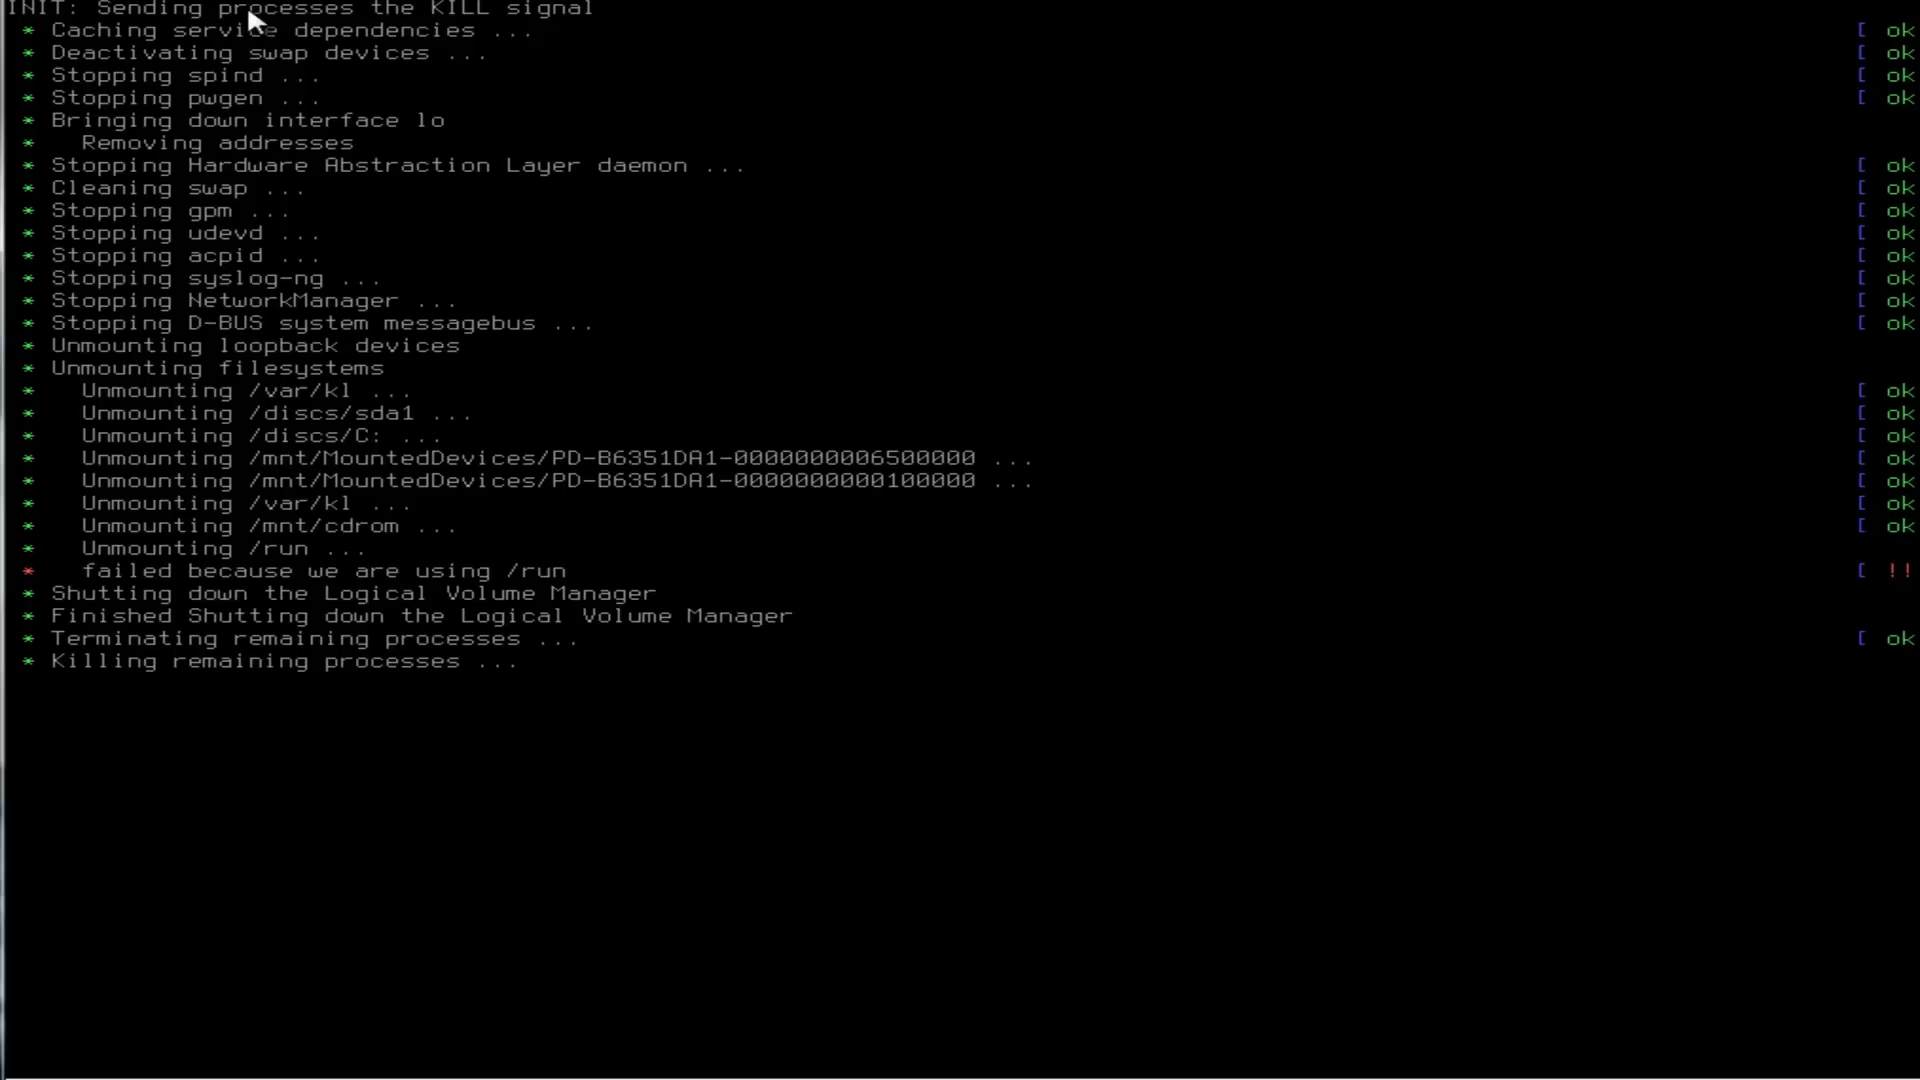 INIT: Sending processes the KILL signal
* Caching service dependencies ... [ ok
* Deactivating swap devices ... [ ok
* Stopping spind ... [ ok
* Stopping pwgen ... [ ok
* Bringing down interface lo
* Removing addresses
* Stopping Hardware Abstraction Layer daemon ... [ ok
* Cleaning swap ... [ ok
* Stopping gpm ... [ ok
* Stopping udevd ... [ ok
* Stopping acpid ... [ ok
* Stopping syslog-ng ... [ ok
* Stopping NetworkManager ... [ ok
* Stopping D-BUS system messagebus ... [ ok
* Unmounting loopback devices
* Unmounting filesystems
* Unmounting /var/kl ... [ ok
* Unmounting /discs/sda1 ... [ ok
* Unmounting /discs/C: ... [ ok
* Unmounting /mnt/MountedDevices/PD-B6351DA1-0000000006500000 ... [ ok
* Unmounting /mnt/MountedDevices/PD-B6351DA1-0000000000100000 ... [ ok
* Unmounting /var/kl ... [ ok
* Unmounting /mnt/cdrom ... [ ok
* Unmounting /run ...
* failed because we are using /run [ !!
* Shutting down the Logical Volume Manager
* Finished Shutting down the Logical Volume Manager
* Terminating remaining processes ... [ ok
* Killing remaining processes ...